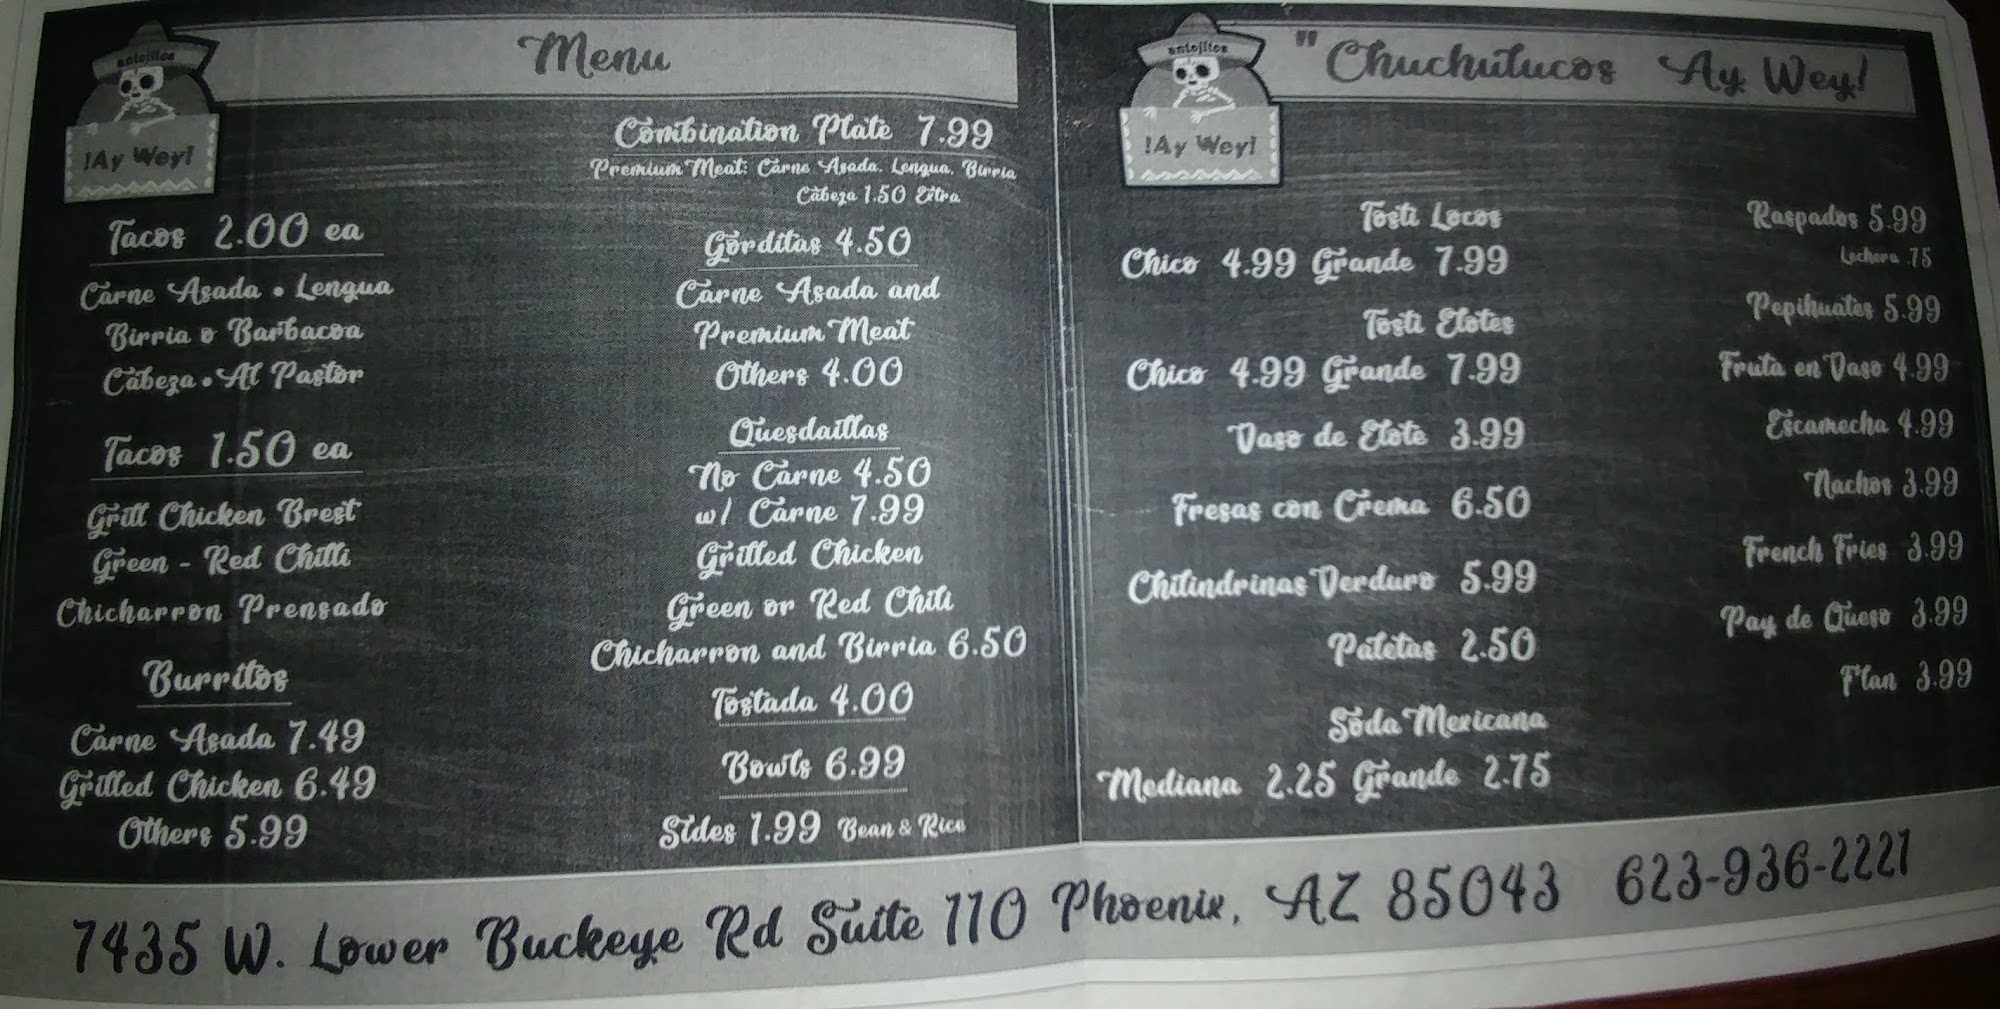 antojitos
!Ay Wey!
Menu
Tacos 2.00 ea
Carne Asada • Lengua
Birria o Barbacoa
Cabeza • Al Pastor
Tacos 1.50 ea
Grill Chicken Brest
Green - Red Chilli
Chicharron Prensado
Burritos
Carne Asada 7.49
Grilled Chicken 6.49
Others 5.99
Combination Plate 7.99
Premium Meat: Carne Asada, Lengua, Birria
Cabeza 1.50 Extra
Gorditas 4.50
Carne Asada and
Premium Meat
Others 4.00
Quesdaillas
No Carne 4.50
w/ Carne 7.99
Grilled Chicken
Green or Red Chili
Chicharron and Birria 6.50
Tostada 4.00
Bowls 6.99
Sides 1.99 Bean & Rice
antojitos
!Ay Wey!
"Chuchulucos Ay Wey!
Tosti Locos
Chico 4.99 Grande 7.99
Tosti Elotes
Chico 4.99 Grande 7.99
Vaso de Elote 3.99
Fresas con Crema 6.50
Chilindrinas Verduro 5.99
Paletas 2.50
Soda Mexicana
Mediana 2.25 Grande 2.75
Raspados 5.99
Lechera .75
Pepihuates 5.99
Fruta en Vaso 4.99
Escamecha 4.99
Nachos 3.99
French Fries 3.99
Pay de Queso 3.99
Flan 3.99
7435 W. Lower Buckeye Rd Suite 110 Phoenix, AZ 85043 623-936-2221